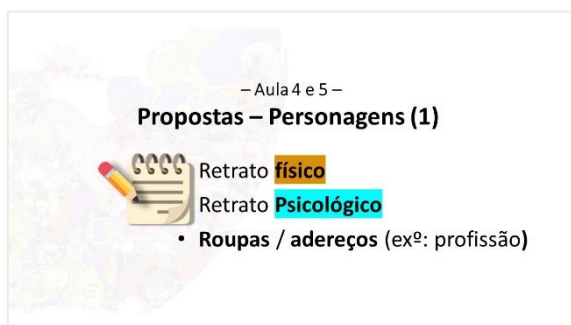 – Aula 4 e 5 –
Propostas – Personagens (1)
Retrato físico
Retrato Psicológico
• Roupas / adereços (exº: profissão)